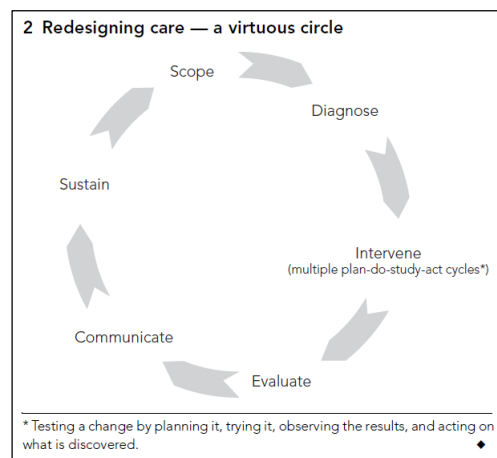 2 Redesigning care — a virtuous circle
Scope
Diagnose
Intervene
(multiple plan-do-study-act cycles*)
Evaluate
Communicate
Sustain
* Testing a change by planning it, trying it, observing the results, and acting on
what is discovered. ◆